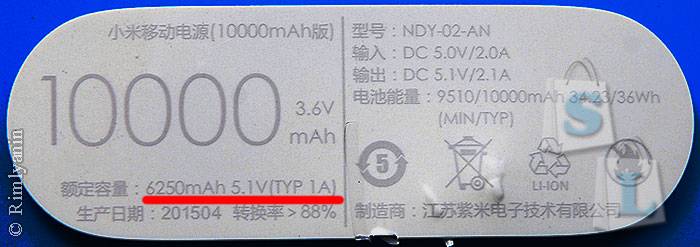 小米移动电源(10000mAh版)
10000 3.6V
mAh
额定容量：6250mAh 5.1V(TYP 1A)
生产日期：201504 转换率>88%
型号：NDY-02-AN
输入：DC 5.0V/2.0A
输出：DC 5.1V/2.1A
电池能量：9510/10000mAh 34.23/36Wh
(MIN/TYP)
5
LI-ION
制造商：江苏紫米电子技术有限公司
© Rimlyanin
S
L